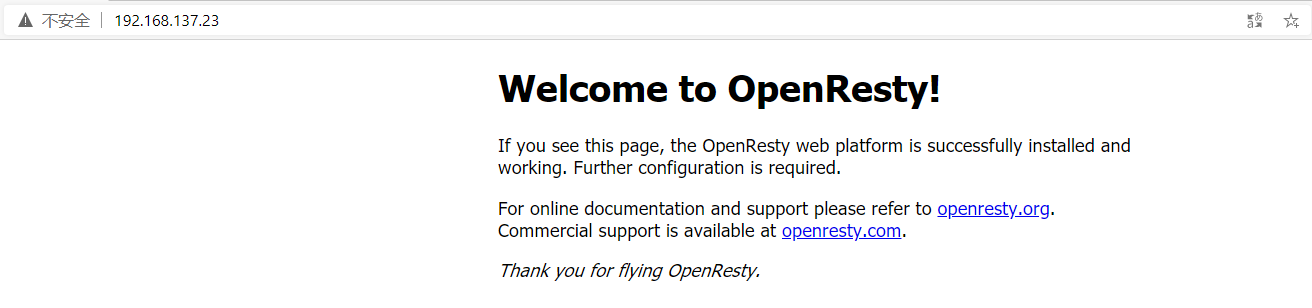 不安全 | 192.168.137.23
Welcome to OpenResty!
If you see this page, the OpenResty web platform is successfully installed and
working. Further configuration is required.
For online documentation and support please refer to openresty.org.
Commercial support is available at openresty.com.
Thank you for flying OpenResty.